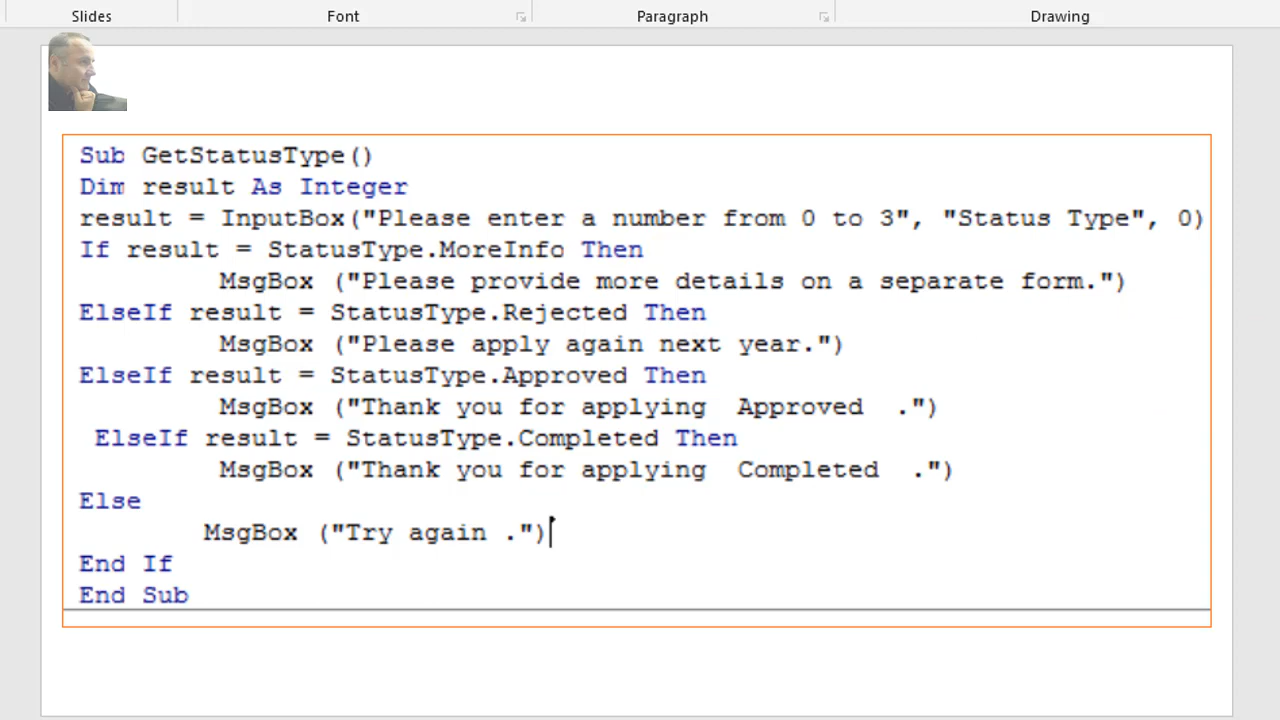 Slides Font Paragraph Drawing
Sub GetStatusType()
Dim result As Integer
result = InputBox("Please enter a number from 0 to 3", "Status Type", 0)
If result = StatusType.MoreInfo Then
MsgBox ("Please provide more details on a separate form.")
ElseIf result = StatusType.Rejected Then
MsgBox ("Please apply again next year.")
ElseIf result = StatusType.Approved Then
MsgBox ("Thank you for applying  Approved  .")
ElseIf result = StatusType.Completed Then
MsgBox ("Thank you for applying  Completed  .")
Else
MsgBox ("Try again .")
End If
End Sub